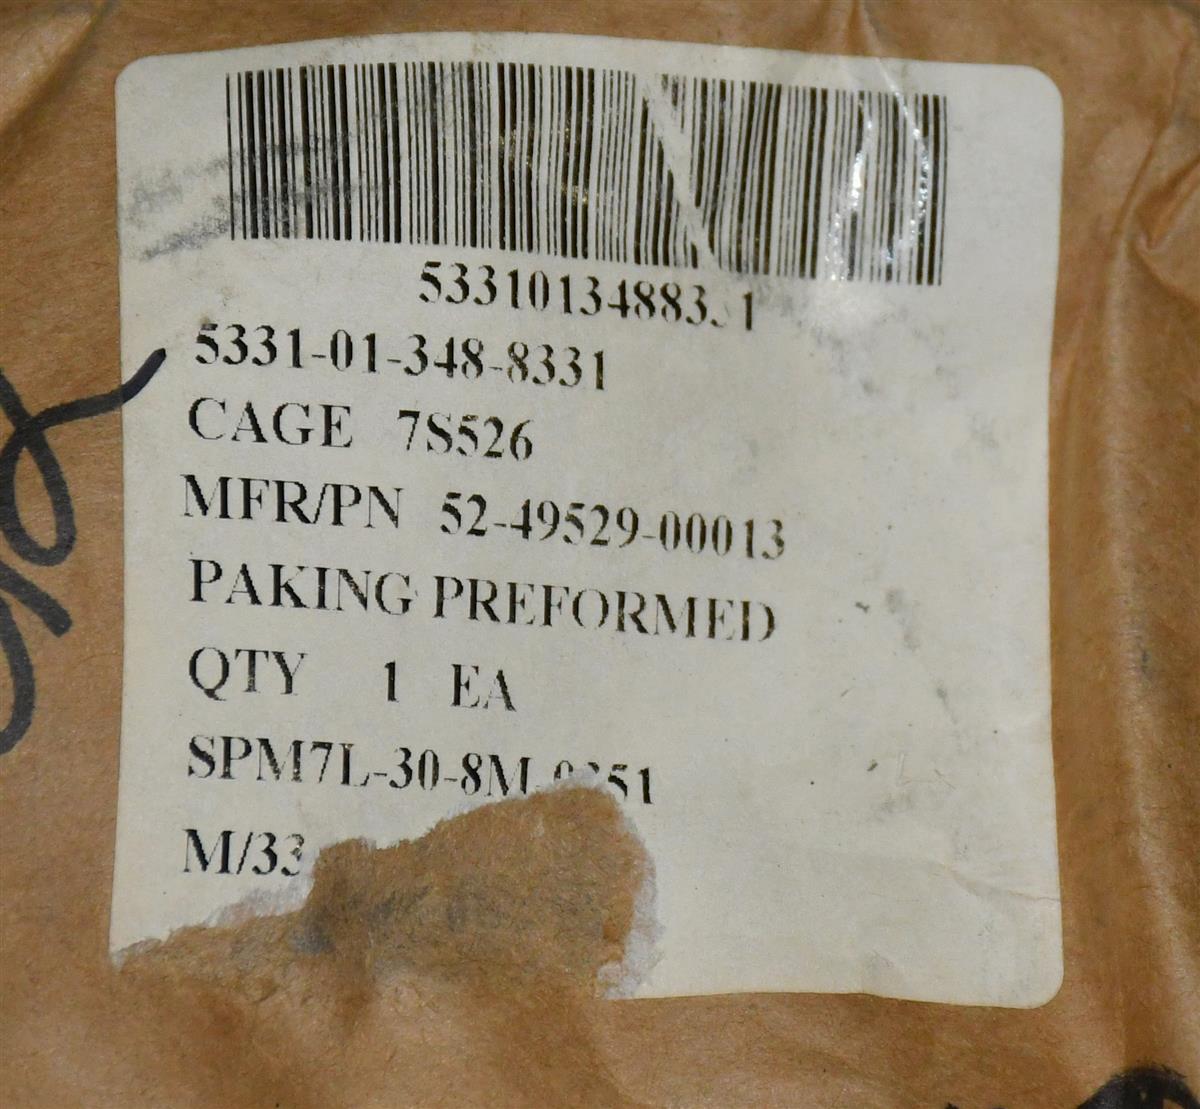 5331-01-348-8331
CAGE 7S526
MFR/PN 52-49529-00013
PAKING PREFORMED
QTY 1 EA